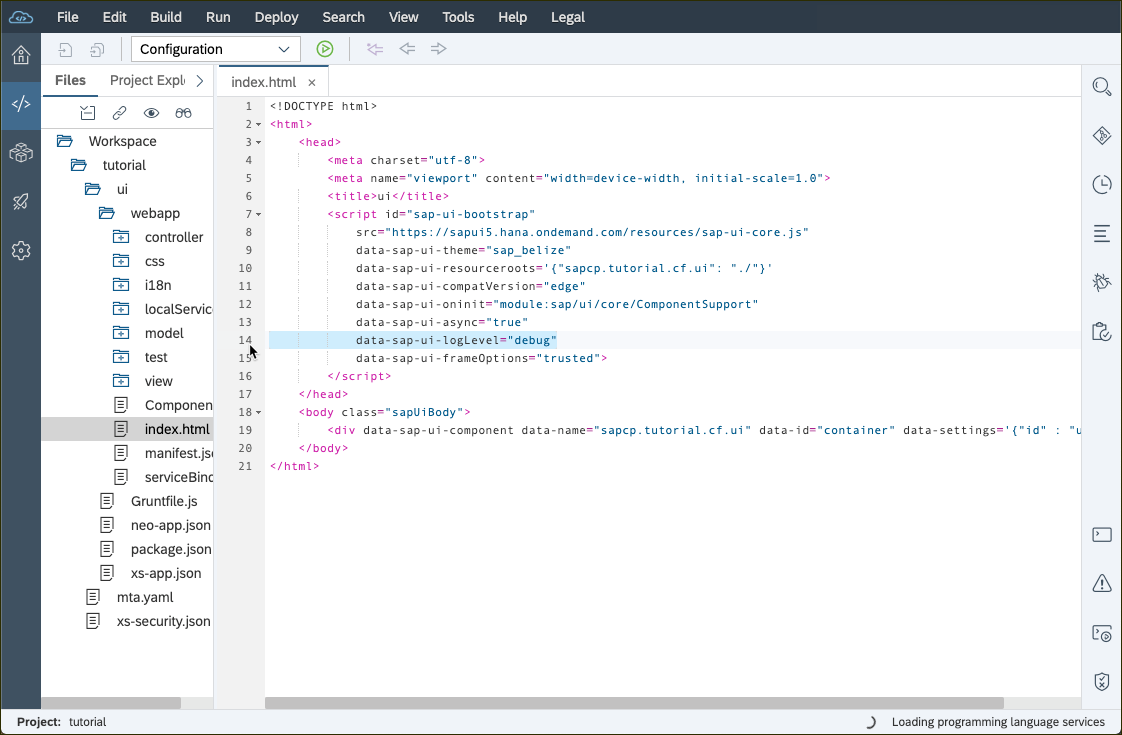 File Edit Build Run Deploy Search View Tools Help Legal
Configuration
Files Project Expl
index.html ×
Workspace
tutorial
ui
webapp
controller
css
i18n
localServic
model
test
view
Componen
index.html
manifest.jso
serviceBind
Gruntfile.js
neo-app.json
package.json
xs-app.json
mta.yaml
xs-security.json
1 <!DOCTYPE html>
2 <html>
3 <head>
4 <meta charset="utf-8">
5 <meta name="viewport" content="width=device-width, initial-scale=1.0">
6 <title>ui</title>
7 <script id="sap-ui-bootstrap"
8 src="https://sapui5.hana.ondemand.com/resources/sap-ui-core.js"
9 data-sap-ui-theme="sap_belize"
10 data-sap-ui-resourceroots='{"sapcp.tutorial.cf.ui": "./"}'
11 data-sap-ui-compatVersion="edge"
12 data-sap-ui-oninit="module:sap/ui/core/ComponentSupport"
13 data-sap-ui-async="true"
14 data-sap-ui-logLevel="debug"
15 data-sap-ui-frameOptions="trusted">
16 </script>
17 </head>
18 <body class="sapUiBody">
19 <div data-sap-ui-component data-name="sapcp.tutorial.cf.ui" data-id="container" data-settings='{"id" : "u
20 </body>
21 </html>
Project: tutorial
Loading programming language services